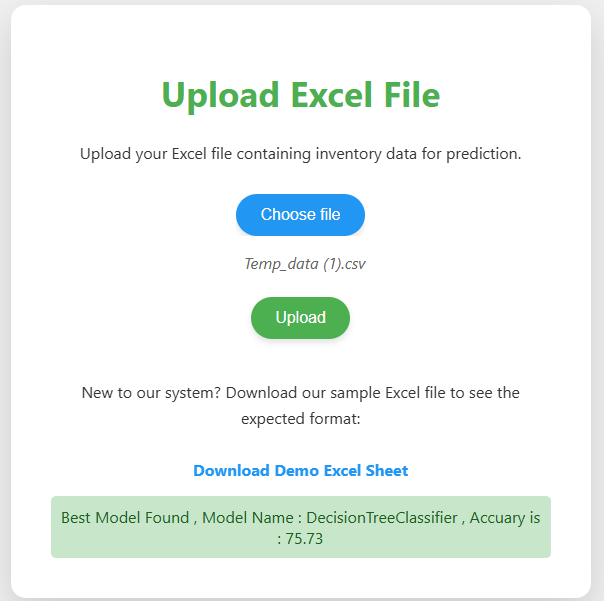 Upload Excel File
Upload your Excel file containing inventory data for prediction.
Choose file
Temp_data (1).csv
Upload
New to our system? Download our sample Excel file to see the
expected format:
Download Demo Excel Sheet
Best Model Found , Model Name : DecisionTreeClassifier , Accuary is
: 75.73